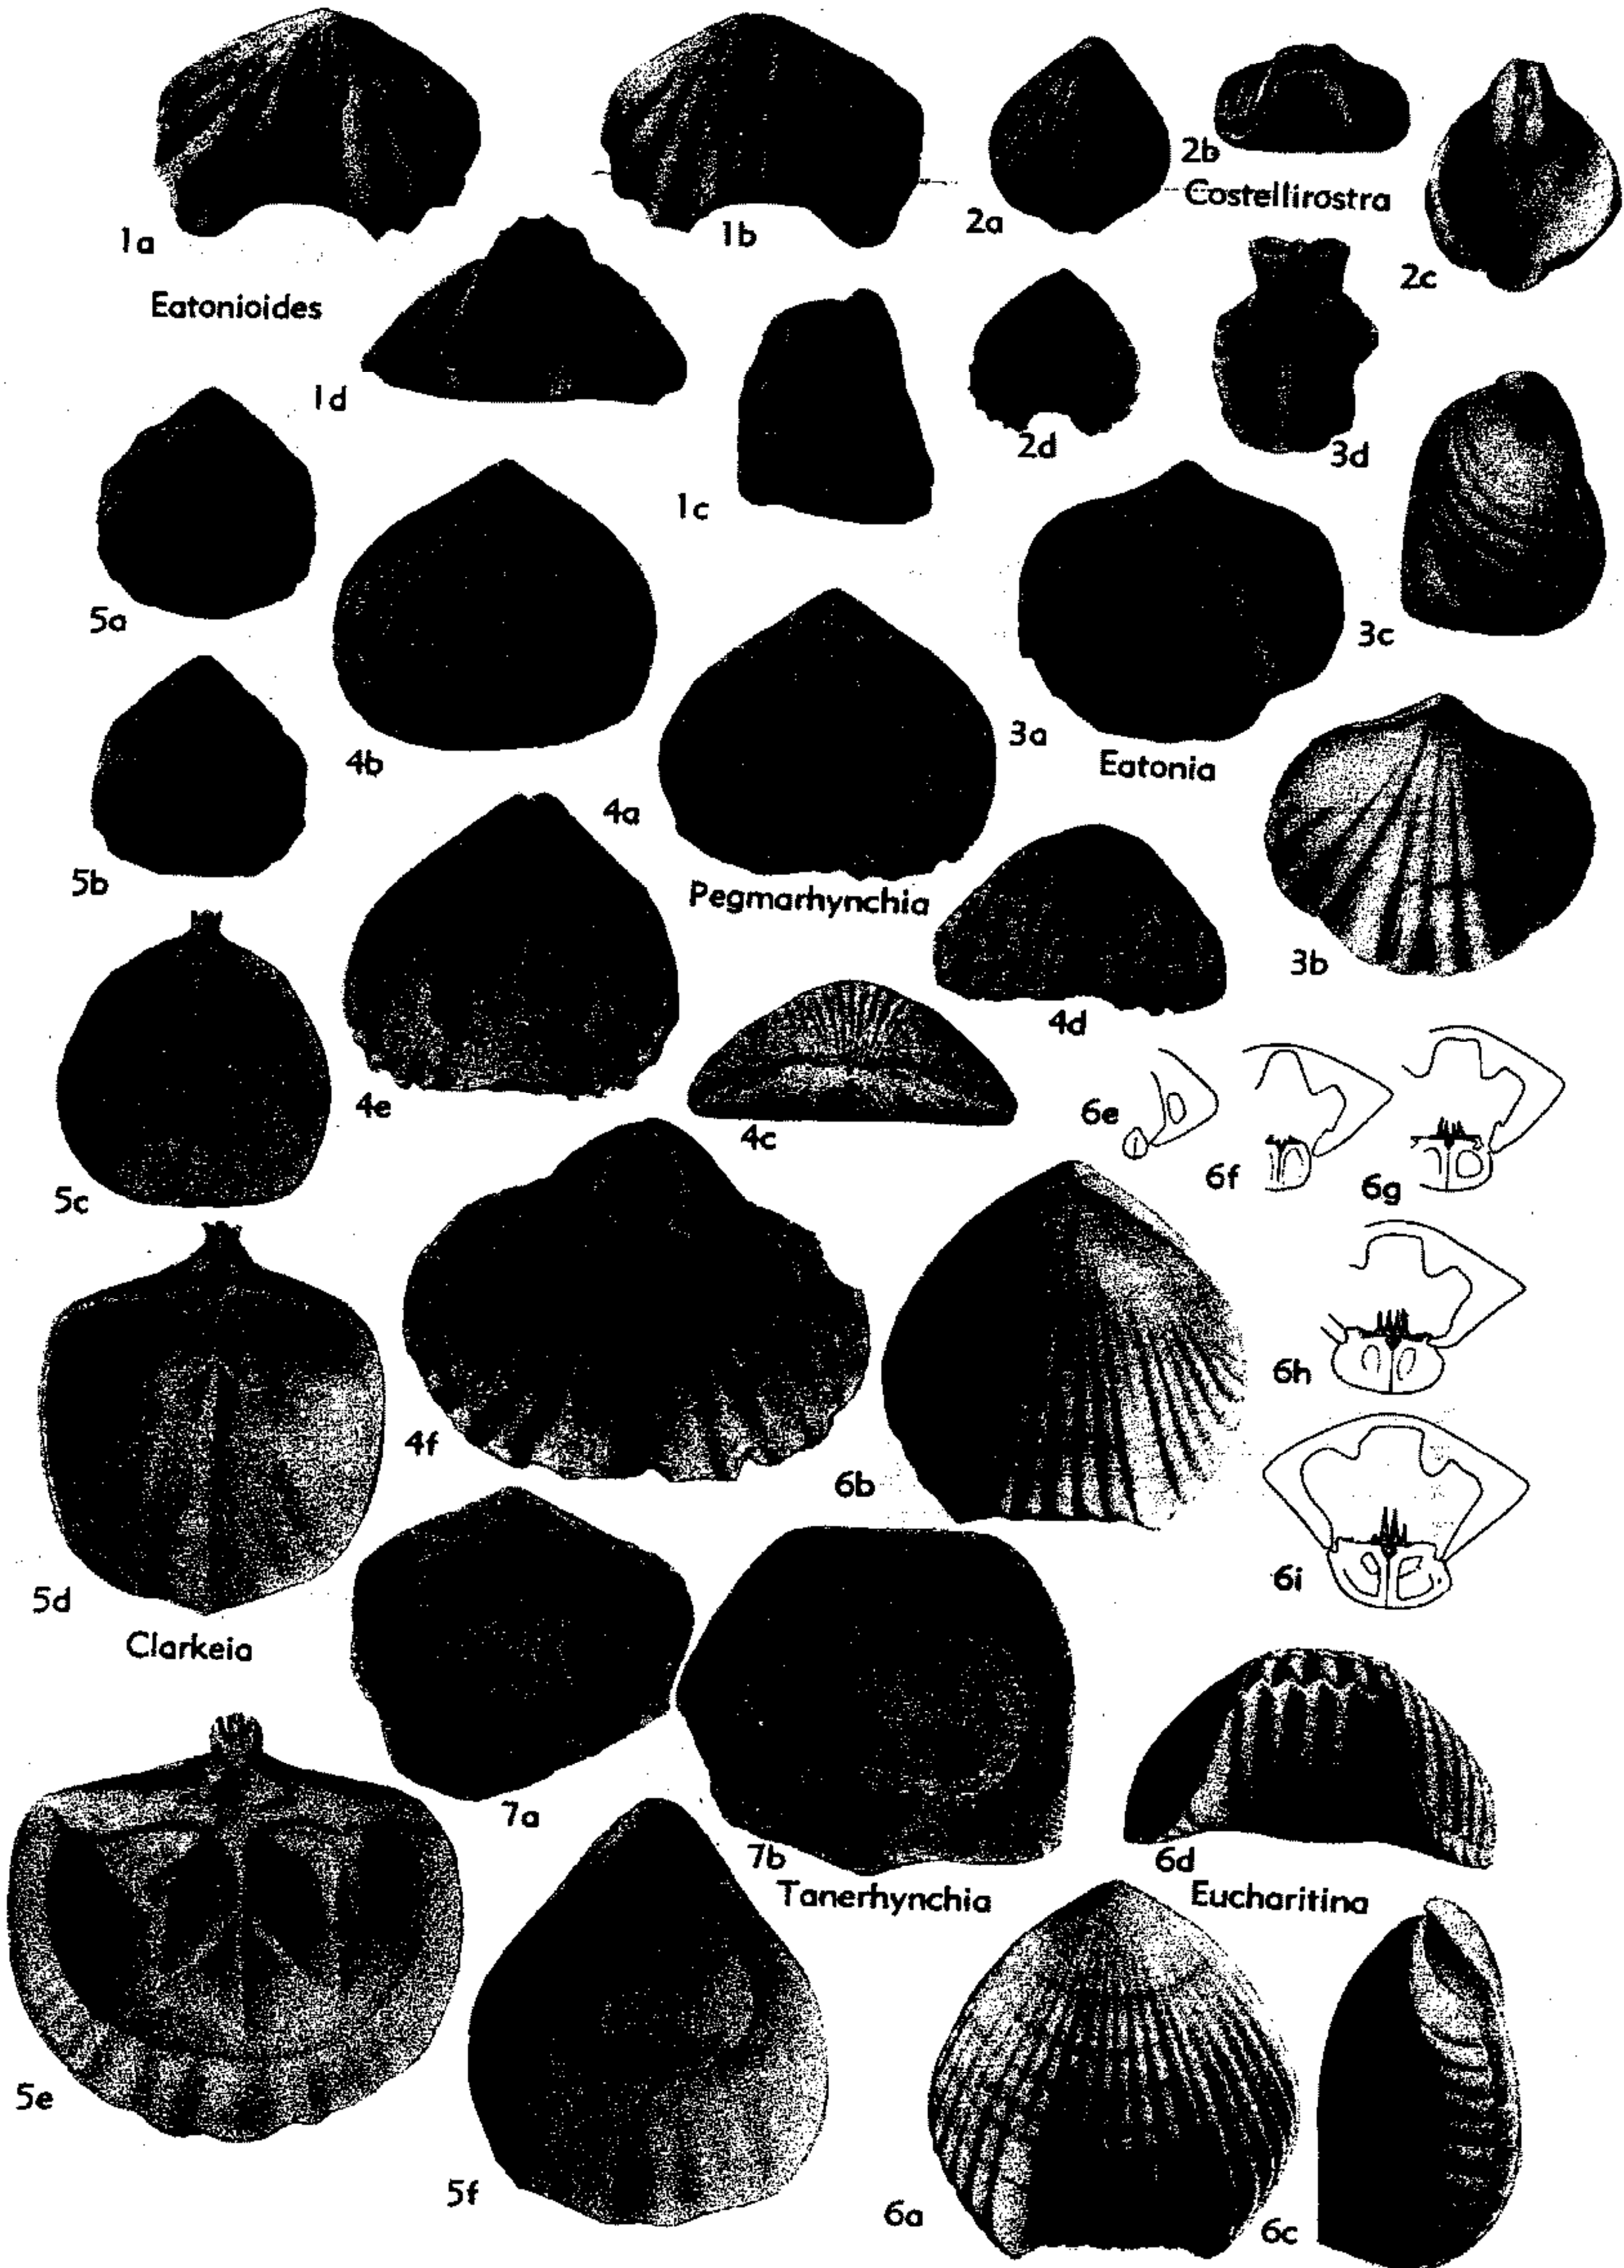 1a
1b
2a
2b
Costellirostra
2c
Eatonioides
1d
1c
2d
3d
5a
4b
3c
5b
4a
3a
Eatonia
Pegmarhynchia
3b
5c
4e
4c
4d
6e
6f
6g
6h
5d
4f
6b
6i
Clarkeia
7a
7b
6d
Tanerhynchia
Eucharitina
5e
5f
6a
6c